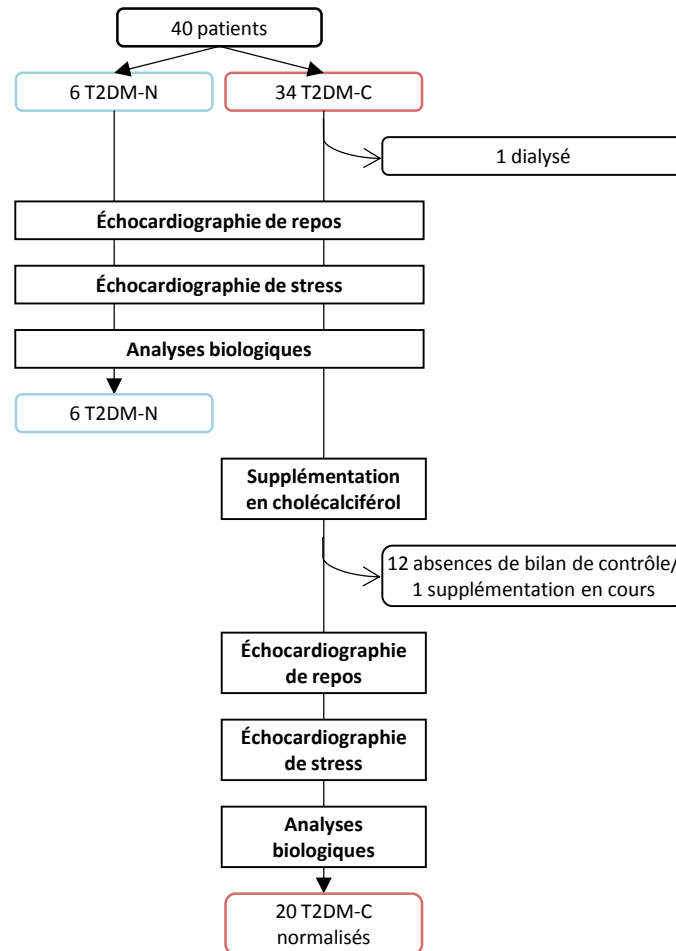 40 patients
6 T2DM-N
34 T2DM-C
1 dialysé
Échocardiographie de repos
Échocardiographie de stress
Analyses biologiques
6 T2DM-N
Supplémentation
en cholécalciférol
12 absences de bilan de contrôle/
1 supplémentation en cours
Échocardiographie
de repos
Échocardiographie
de stress
Analyses
biologiques
20 T2DM-C
normalisés